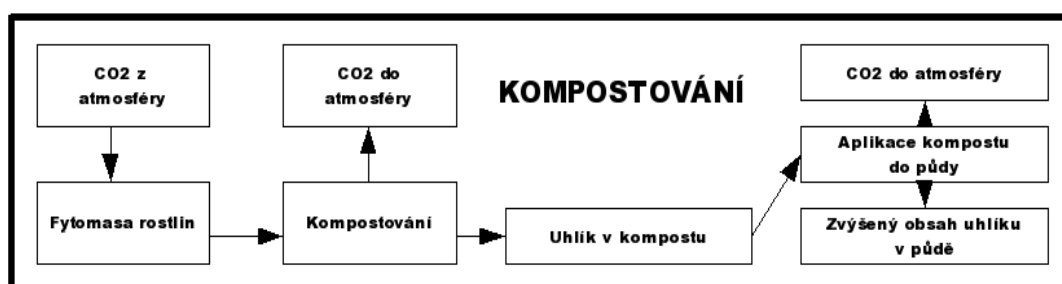 CO2 z
atmosféry
CO2 do
atmosféry
KOMPOSTOVÁNÍ
CO2 do atmosféry
Aplikace kompostu
do půdy
Fytomasa rostlin
Kompostování
Uhlík v kompostu
Zvýšený obsah uhlíku
v půdě